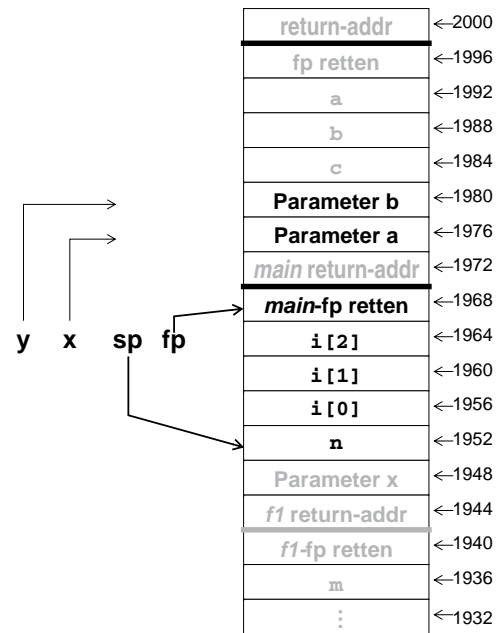 return-addr ←2000
fp retten ←1996
a ←1992
b ←1988
c ←1984
Parameter b ←1980
Parameter a ←1976
main return-addr ←1972
main-fp retten ←1968
y x sp fp
i[2] ←1964
i[1] ←1960
i[0] ←1956
n ←1952
Parameter x ←1948
f1 return-addr ←1944
f1-fp retten ←1940
m ←1936
⋮ ←1932